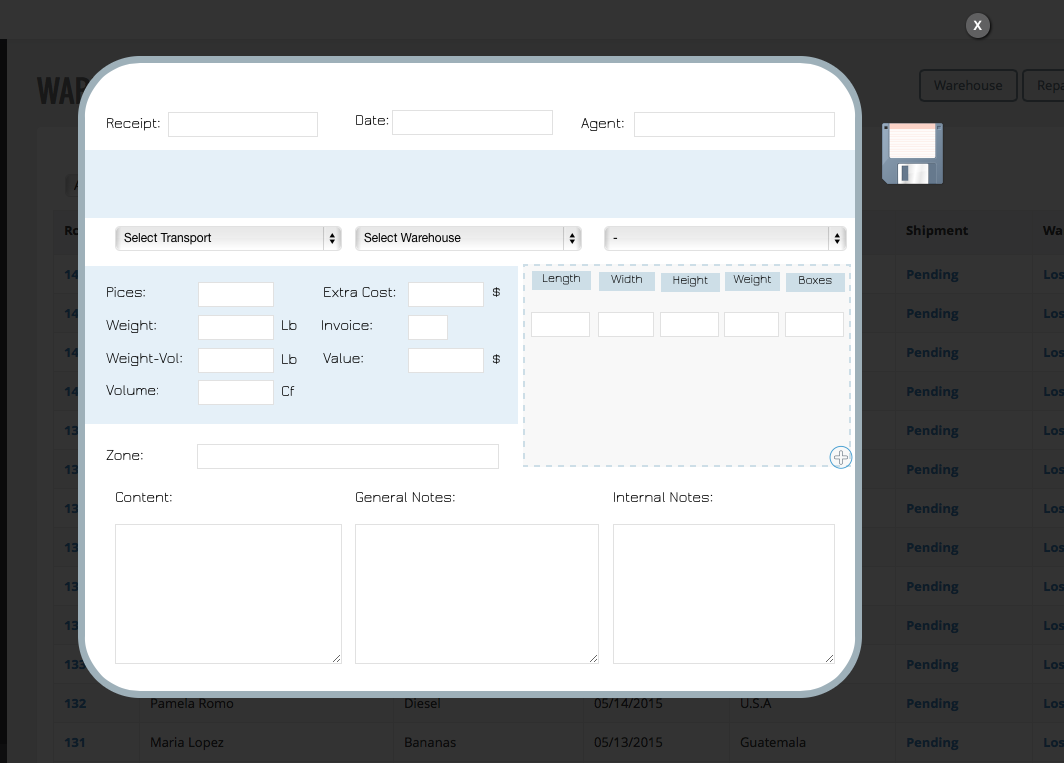 X
WAR
Warehouse
Repa
Receipt:
Date:
Agent:
Select Transport
Select Warehouse
-
Shipment
Wa
Length Width Height Weight Boxes
Pices:
Extra Cost: $
Weight: Lb
Invoice:
Weight-Vol: Lb
Value: $
Volume: Cf
Zone:
Content:
General Notes:
Internal Notes:
14 Pending Los
14 Pending Los
14 Pending Los
14 Pending Los
13 Pending Los
13 Pending Los
13 Pending Los
13 Pending Los
13 Pending Los
13 Pending Los
133 Pending Los
132 Pamela Romo Diesel 05/14/2015 U.S.A Pending Los
131 Maria Lopez Bananas 05/13/2015 Guatemala Pending Los